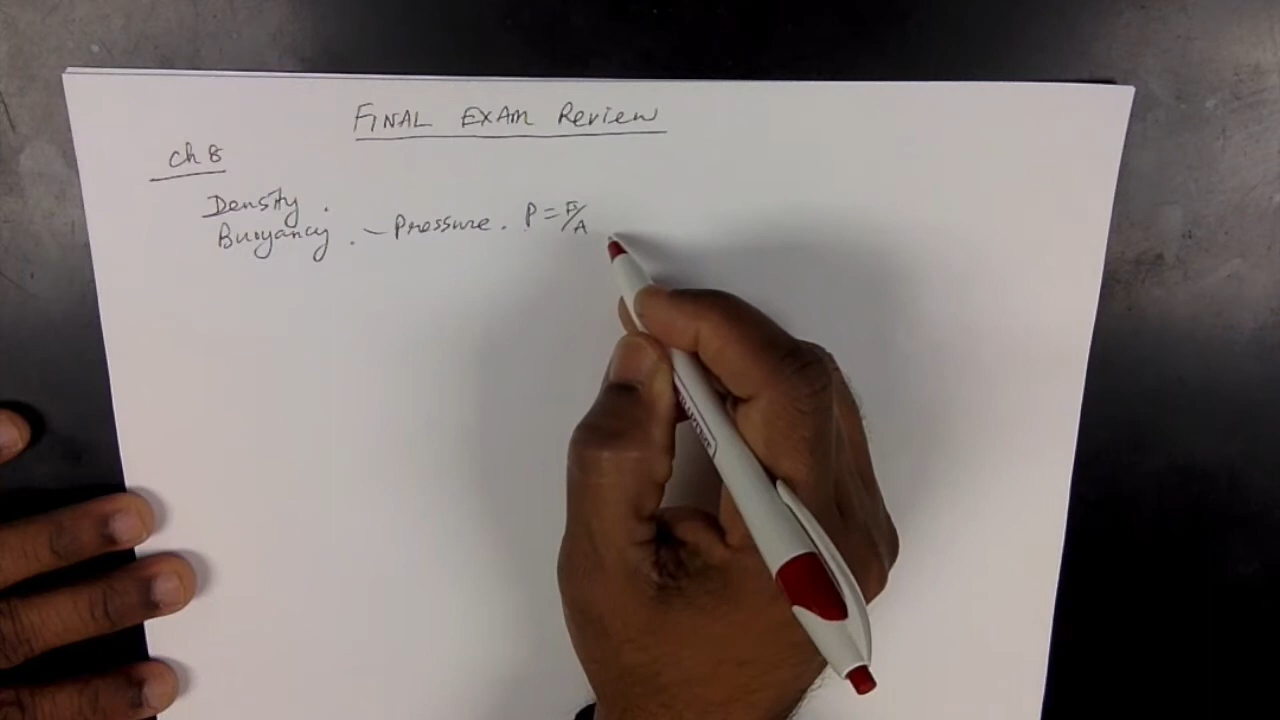 FINAL EXAM Review
Ch 8
Density.
Buoyancy. - Pressure. P = F/A